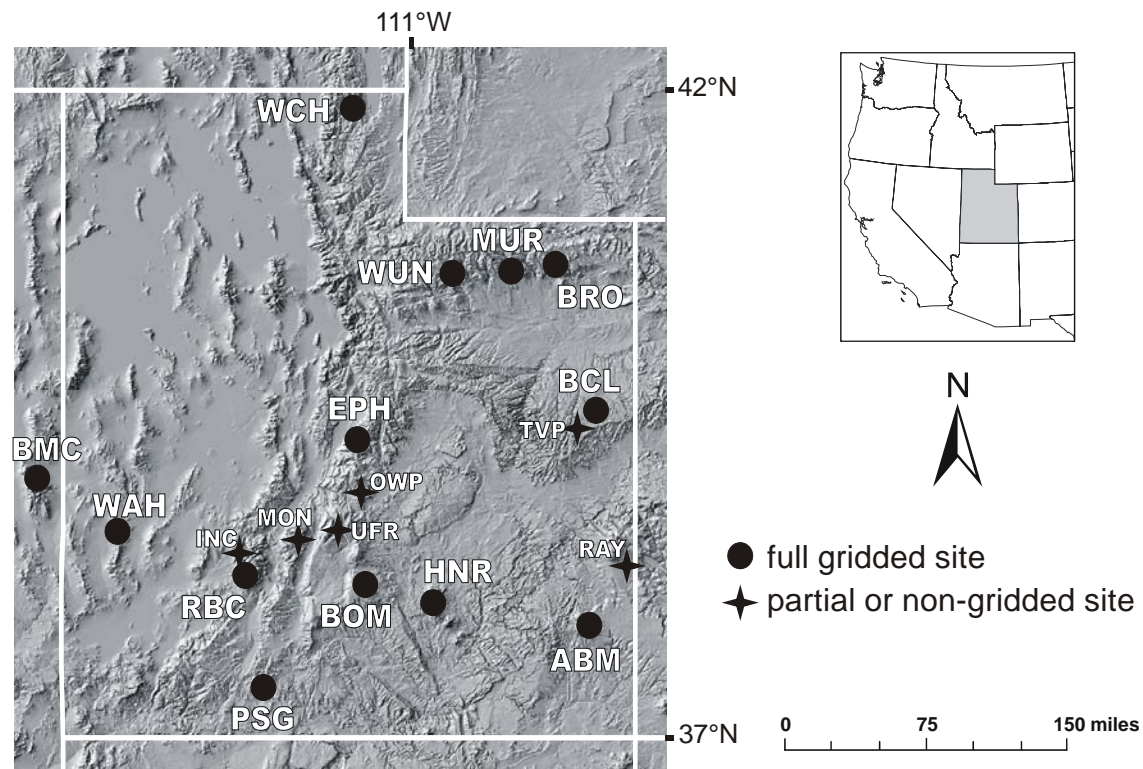 111°W
42°N
WCH
MUR
WUN
BRO
BCL
TVP
EPH
BMC
OWP
WAH
MON
UFR
INC
RAY
RBC
BOM
HNR
ABM
PSG
37°N
N
full gridded site
partial or non-gridded site
0 75 150 miles